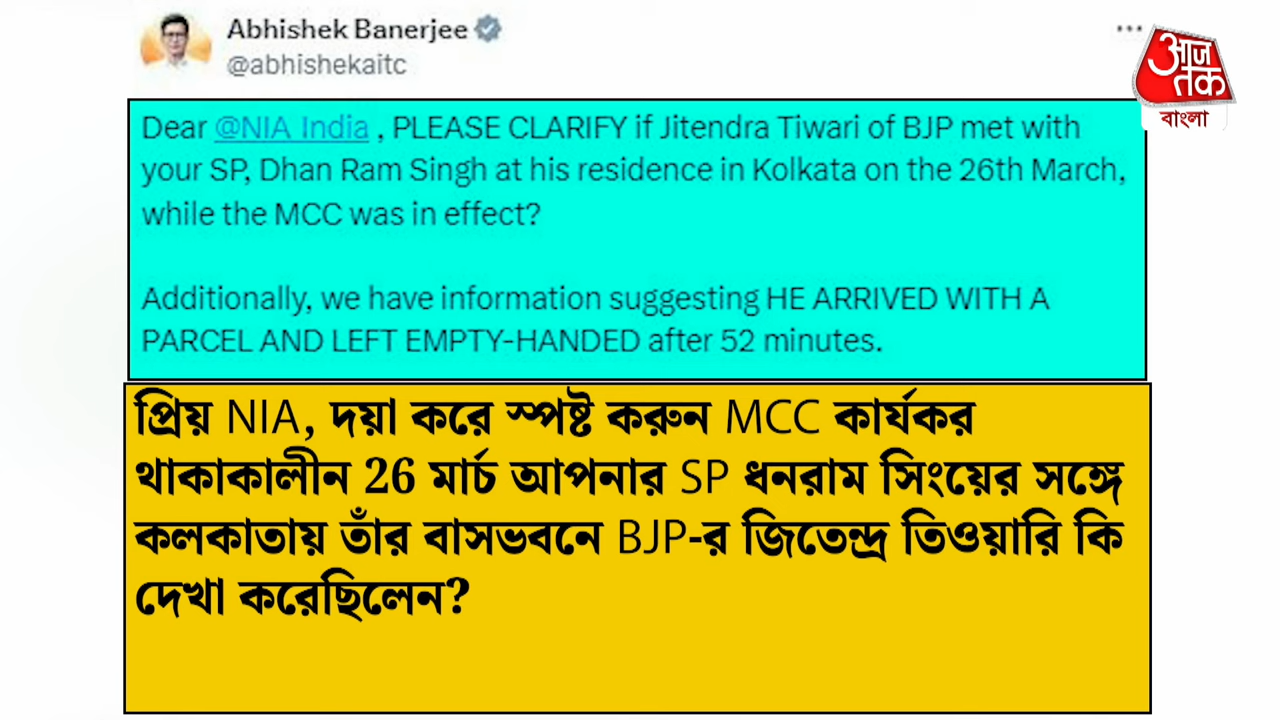 Abhishek Banerjee
@abhishekaitc
आज
तक
বাংলা
Dear @NIA India , PLEASE CLARIFY if Jitendra Tiwari of BJP met with
your SP, Dhan Ram Singh at his residence in Kolkata on the 26th March,
while the MCC was in effect?
Additionally, we have information suggesting HE ARRIVED WITH A
PARCEL AND LEFT EMPTY-HANDED after 52 minutes.
প্রিয় NIA, দয়া করে স্পষ্ট করুন MCC কার্যকর
থাকাকালীন 26 মার্চ আপনার SP ধনরাম সিংয়ের সঙ্গে
কলকাতায় তাঁর বাসভবনে BJP-র জিতেন্দ্র তিওয়ারি কি
দেখা করেছিলেন?